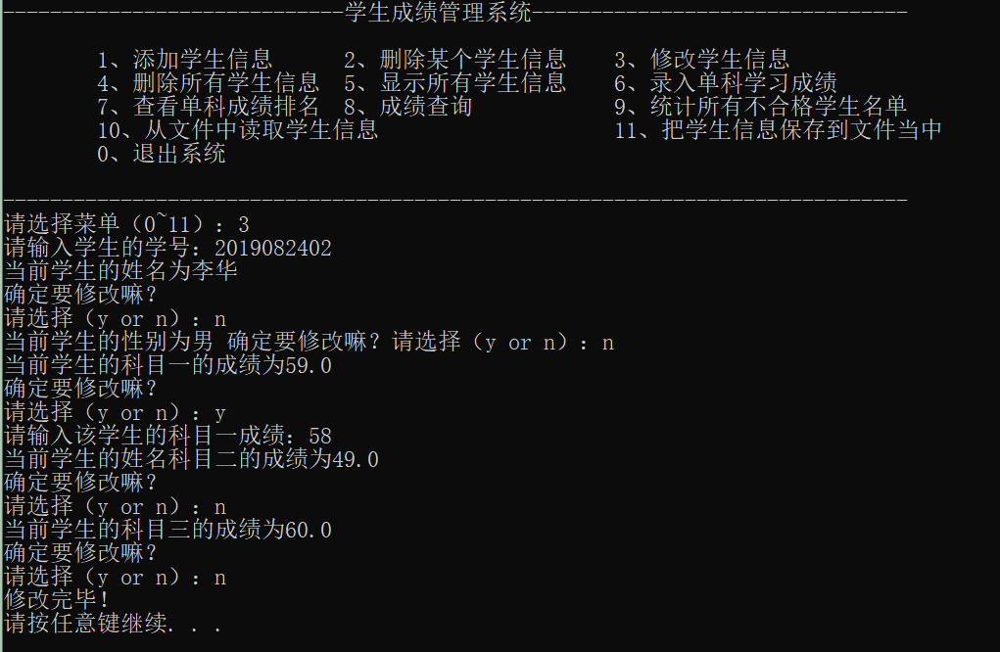 -----------------------------学生成绩管理系统--------------------------------
1、添加学生信息 2、删除某个学生信息 3、修改学生信息
4、删除所有学生信息 5、显示所有学生信息 6、录入单科学习成绩
7、查看单科成绩排名 8、成绩查询 9、统计所有不合格学生名单
10、从文件中读取学生信息 11、把学生信息保存到文件当中
0、退出系统
-----------------------------------------------------------------------------
请选择菜单（0~11）：3
请输入学生的学号：2019082402
当前学生的姓名为李华
确定要修改嘛？
请选择（y or n）：n
当前学生的性别为男 确定要修改嘛？请选择（y or n）：n
当前学生的科目一的成绩为59.0
确定要修改嘛？
请选择（y or n）：y
请输入该学生的科目一成绩：58
当前学生的姓名科目二的成绩为49.0
确定要修改嘛？
请选择（y or n）：n
当前学生的科目三的成绩为60.0
确定要修改嘛？
请选择（y or n）：n
修改完毕！
请按任意键继续. . .